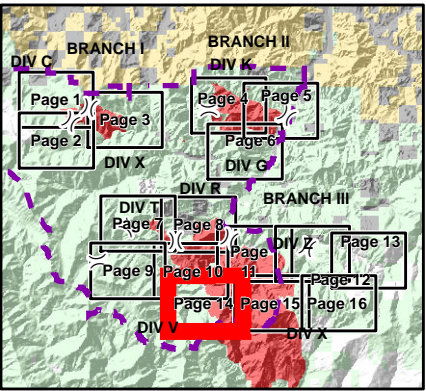 BRANCH I
BRANCH II
DIV C
DIV K
Page 1
Page 4
Page 5
Page 3
Page 2
Page 6
DIV X
DIV G
DIV R
BRANCH III
DIV T
Page 7
Page 8
DIV Z
Page 13
Page 9
Page 10
Page 11
Page 12
Page 14
Page 15
Page 16
DIV V
DIV X